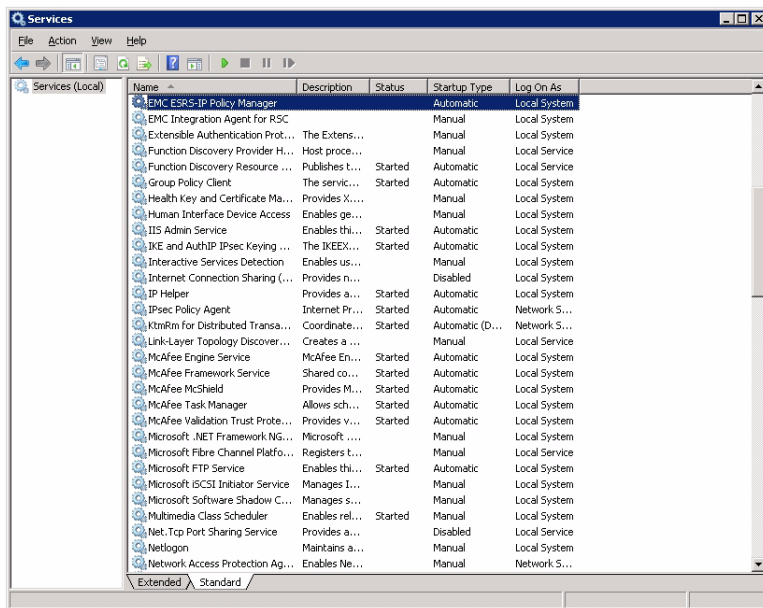 Services
File Action View Help
Services (Local)
Name Description Status Startup Type Log On As
EMC ESRS-IP Policy Manager Automatic Local System
EMC Integration Agent for RSC Manual Local System
Extensible Authentication Prot... The Extens... Manual Local System
Function Discovery Provider H... Host proce... Manual Local Service
Function Discovery Resource ... Publishes t... Started Automatic Local Service
Group Policy Client The servic... Started Automatic Local System
Health Key and Certificate Ma... Provides X.... Manual Local System
Human Interface Device Access Enables ge... Manual Local System
IIS Admin Service Enables thi... Started Automatic Local System
IKE and AuthIP IPsec Keying ... The IKEEX... Started Automatic Local System
Interactive Services Detection Enables us... Manual Local System
Internet Connection Sharing (... Provides n... Disabled Local System
IP Helper Provides a... Started Automatic Local System
IPsec Policy Agent Internet Pr... Started Automatic Network S...
KtmRm for Distributed Transa... Coordinate... Started Automatic (D... Network S...
Link-Layer Topology Discover... Creates a ... Manual Local Service
McAfee Engine Service McAfee En... Started Automatic Local System
McAfee Framework Service Shared co... Started Automatic Local System
McAfee McShield Provides M... Started Automatic Local System
McAfee Task Manager Allows sch... Started Automatic Local System
McAfee Validation Trust Prote... Provides v... Started Automatic Local System
Microsoft .NET Framework NG... Microsoft .... Manual Local System
Microsoft Fibre Channel Platfo... Registers t... Manual Local Service
Microsoft FTP Service Enables thi... Started Automatic Local System
Microsoft iSCSI Initiator Service Manages I... Manual Local System
Microsoft Software Shadow C... Manages s... Manual Local System
Multimedia Class Scheduler Enables rel... Started Manual Local System
Net.Tcp Port Sharing Service Provides a... Disabled Local Service
Netlogon Maintains a... Manual Local System
Network Access Protection Ag... Enables Ne... Manual Network S...
Extended Standard